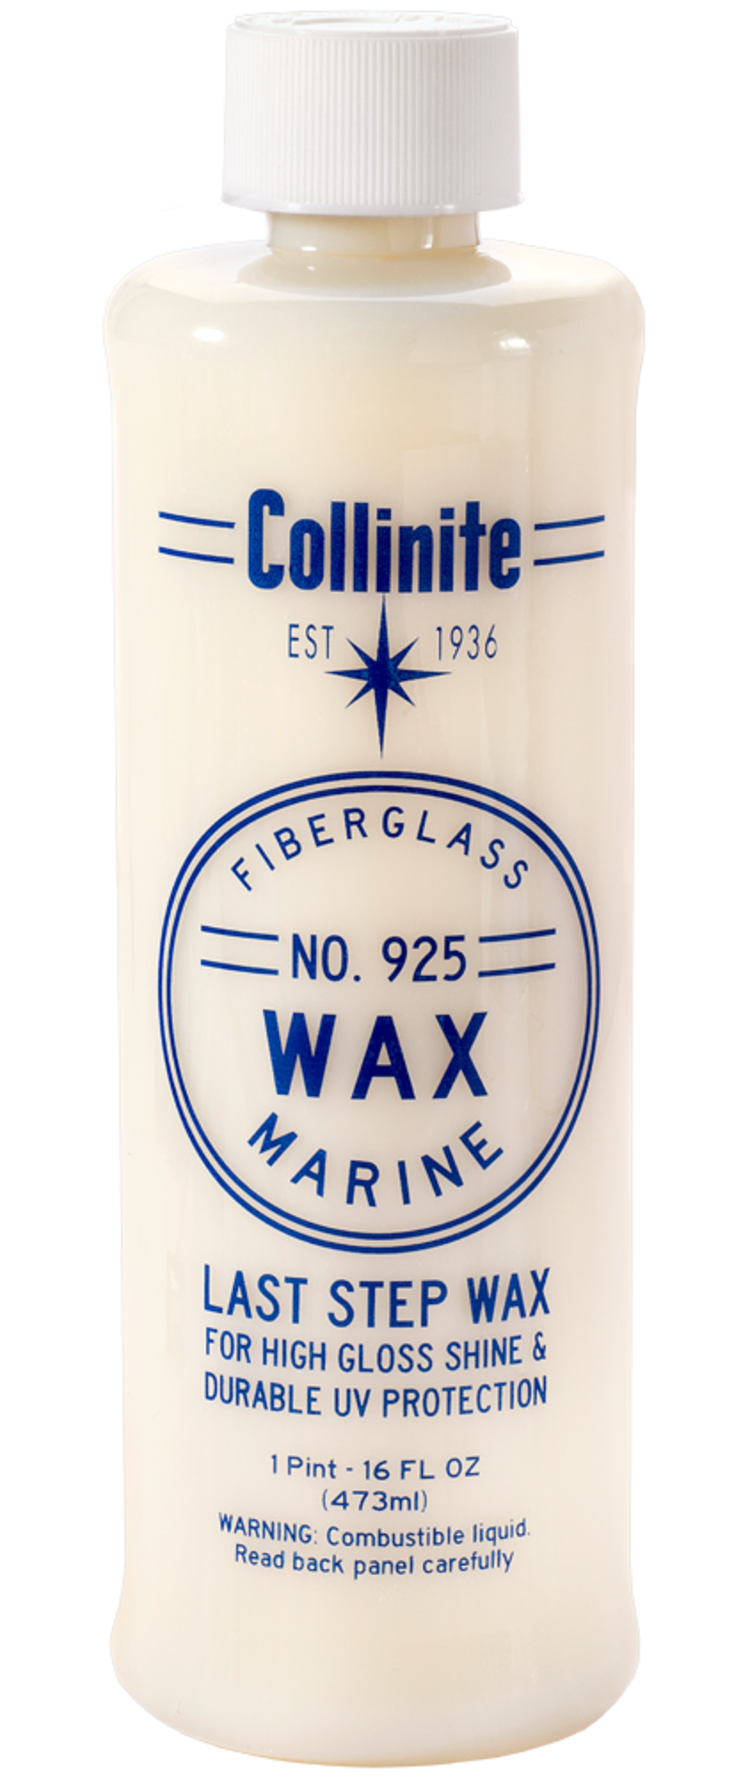 Collinite
EST 1936
FIBERGLASS
NO. 925
WAX
MARINE
LAST STEP WAX
FOR HIGH GLOSS SHINE &
DURABLE UV PROTECTION
1 Pint - 16 FL OZ
(473ml)
WARNING: Combustible liquid.
Read back panel carefully